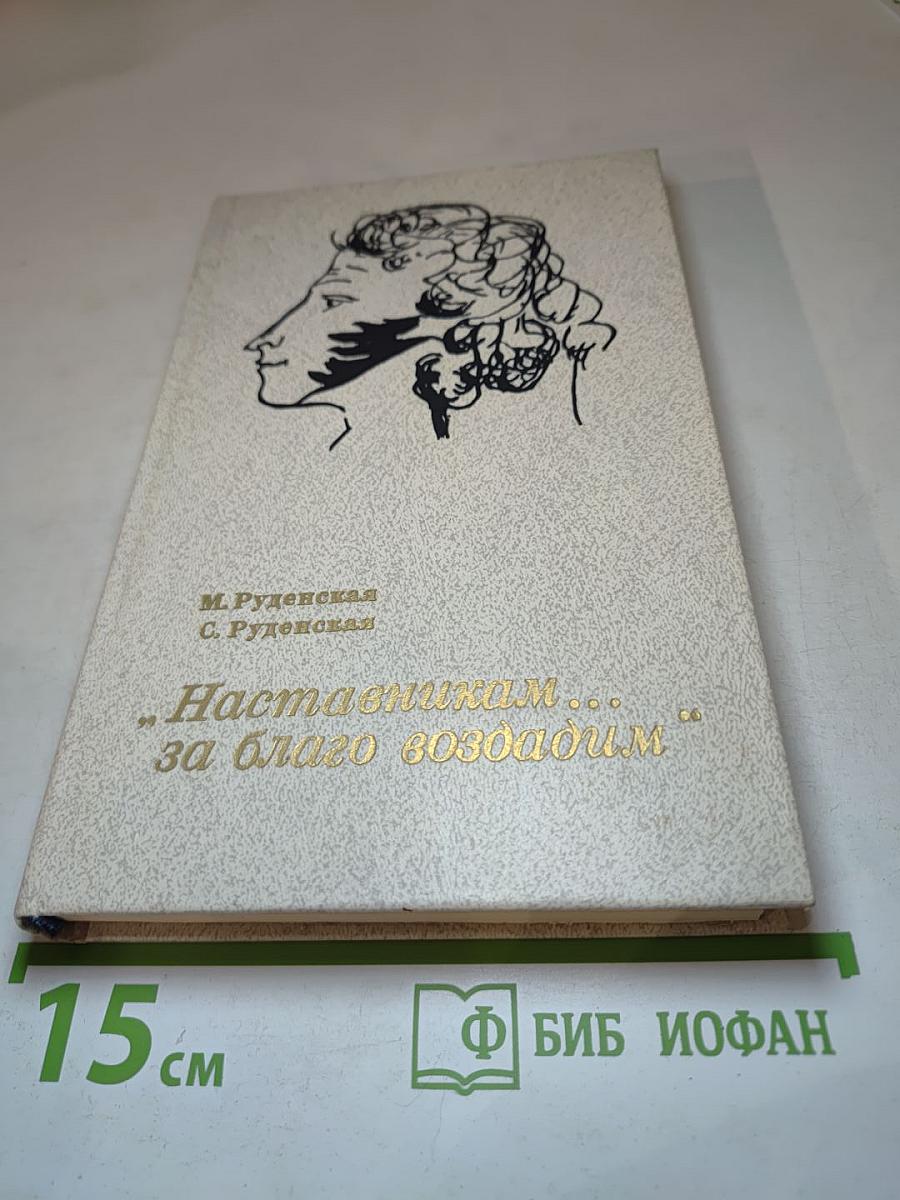 М. Руденская
С. Руденская
„Наставникам...
за благо воздадим“
15 см
Ф БИБ ИОФАН